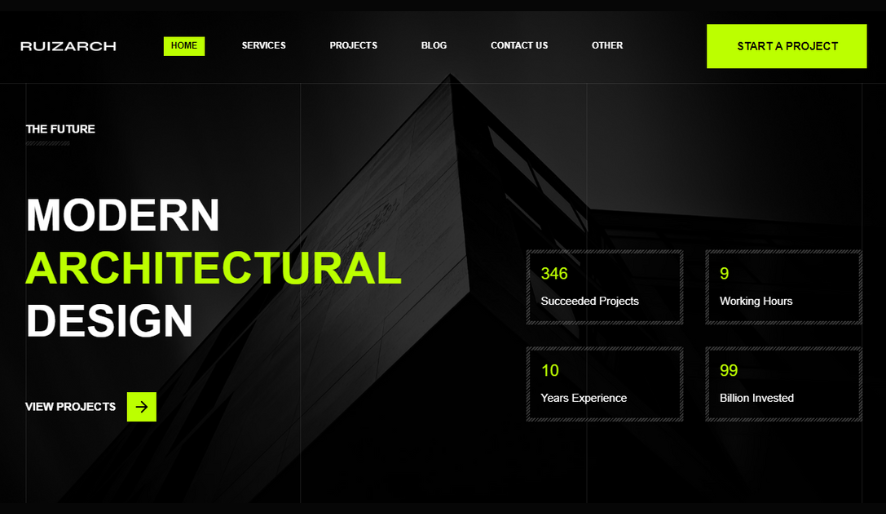 RUIZARCH
HOME
SERVICES
PROJECTS
BLOG
CONTACT US
OTHER
START A PROJECT
THE FUTURE
MODERN
ARCHITECTURAL
DESIGN
VIEW PROJECTS
346
Succeeded Projects
9
Working Hours
10
Years Experience
99
Billion Invested